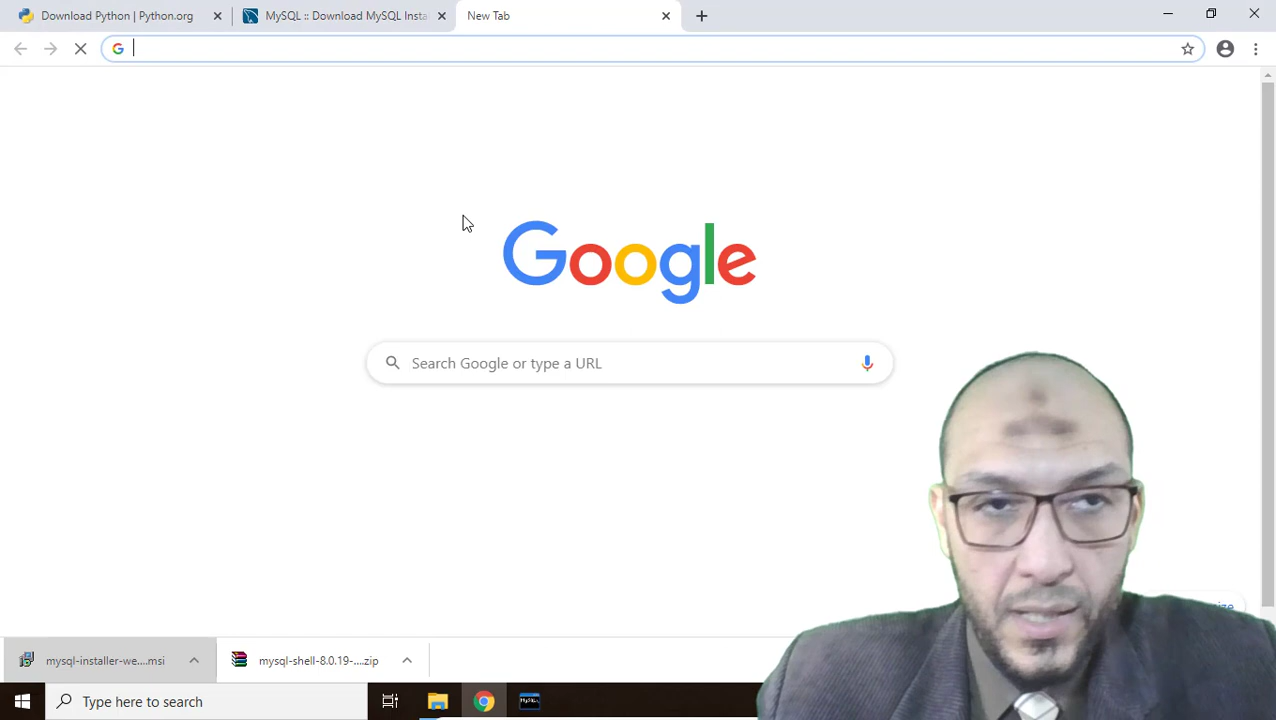 Download Python | Python.org
MySQL :: Download MySQL Insta
New Tab
Google
Search Google or type a URL
mysql-installer-we....msi
mysql-shell-8.0.19-....zip
Type here to search
MySQL